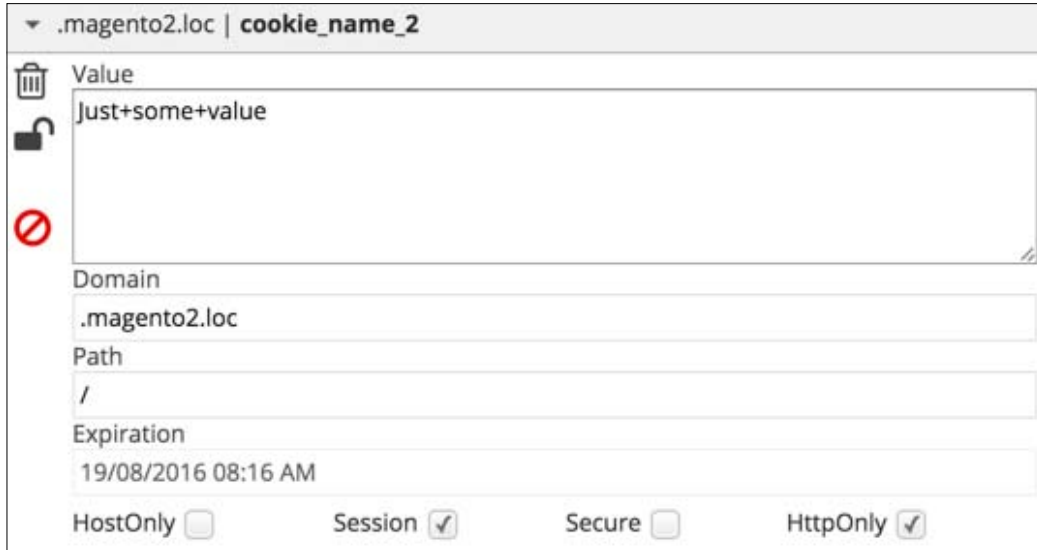 .magento2.loc | cookie_name_2
Value
Just+some+value
Domain
.magento2.loc
Path
/
Expiration
19/08/2016 08:16 AM
HostOnly Session Secure HttpOnly